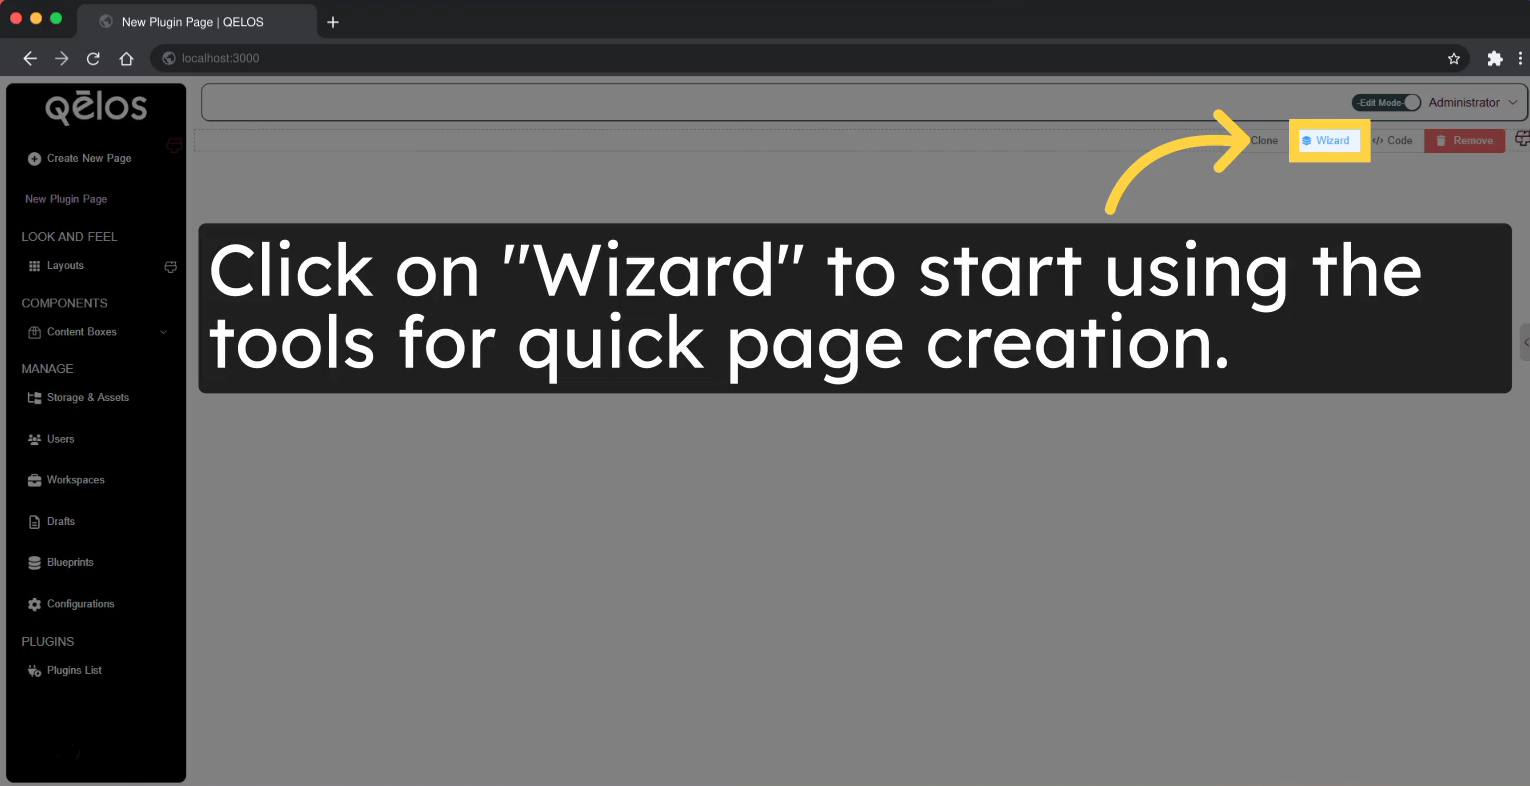 New Plugin Page | QELOS
localhost:3000
qēlos
-Edit Mode-
Administrator
Create New Page
Clone
Wizard
</> Code
Remove
New Plugin Page
LOOK AND FEEL
Layouts
COMPONENTS
Content Boxes
MANAGE
Storage & Assets
Users
Workspaces
Drafts
Blueprints
Configurations
PLUGINS
Plugins List
Click on "Wizard" to start using the
tools for quick page creation.